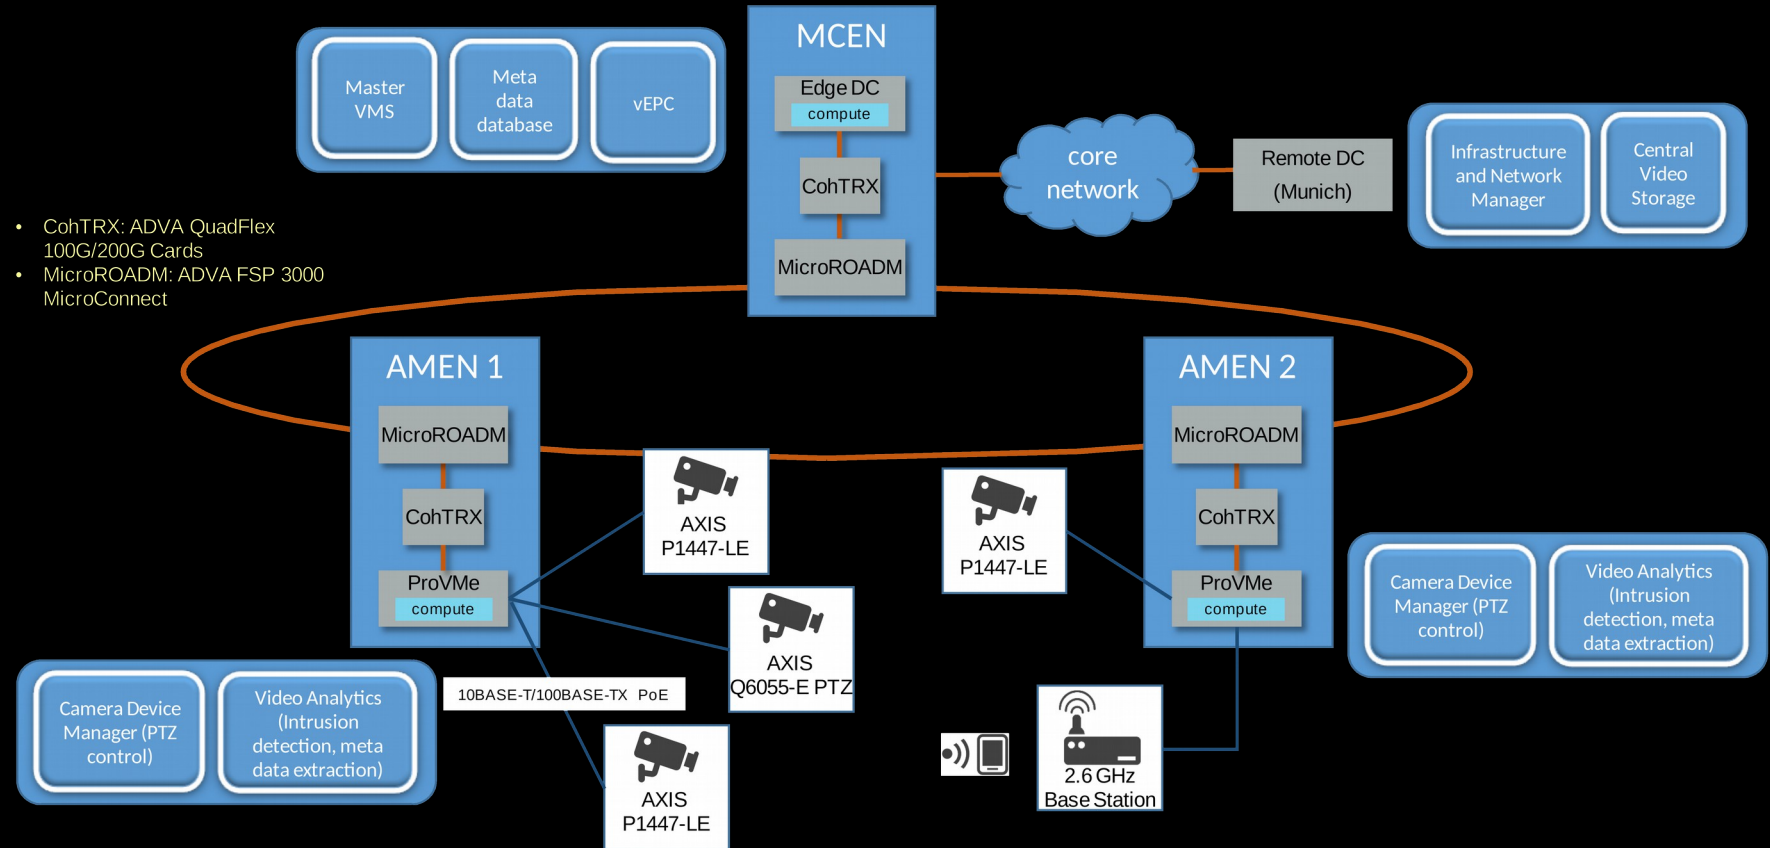 MCEN
Edge DC
compute
CohTRX
MicroROADM
Master
VMS
Meta
data
database
vEPC
core
network
Remote DC
(Munich)
Infrastructure
and Network
Manager
Central
Video
Storage
• CohTRX: ADVA QuadFlex
100G/200G Cards
• MicroROADM: ADVA FSP 3000
MicroConnect
AMEN 1
MicroROADM
CohTRX
ProVMe
compute
AXIS
P1447-LE
AXIS
Q6055-E PTZ
10BASE-T/100BASE-TX PoE
AXIS
P1447-LE
Camera Device
Manager (PTZ
control)
Video Analytics
(Intrusion
detection, meta
data extraction)
AMEN 2
MicroROADM
CohTRX
ProVMe
compute
AXIS
P1447-LE
2.6 GHz
Base Station
Camera Device
Manager (PTZ
control)
Video Analytics
(Intrusion
detection, meta
data extraction)